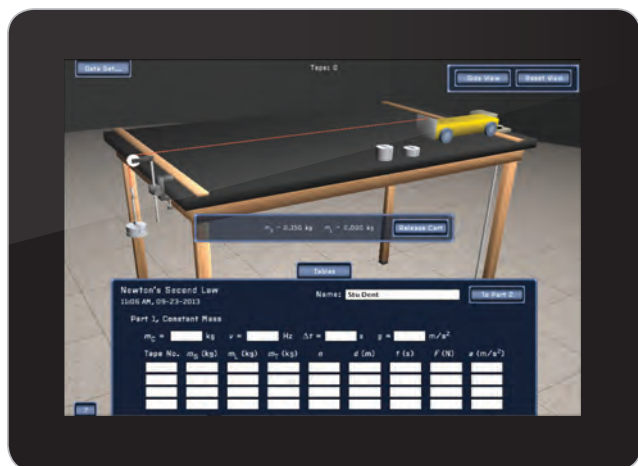 Data Set...
Tape: 0
Side View
Reset View
Release Cart
Tables
Newton's Second Law
11:06 AM, 09-23-2013
Name: Stu Dent
To Part 2
Part 1, Constant Mass
kg ν = Hz Δt = s g = m/s²
Tape No. (kg) (kg) (kg) n d (m) t (s) F (N) a (m/s²)
?